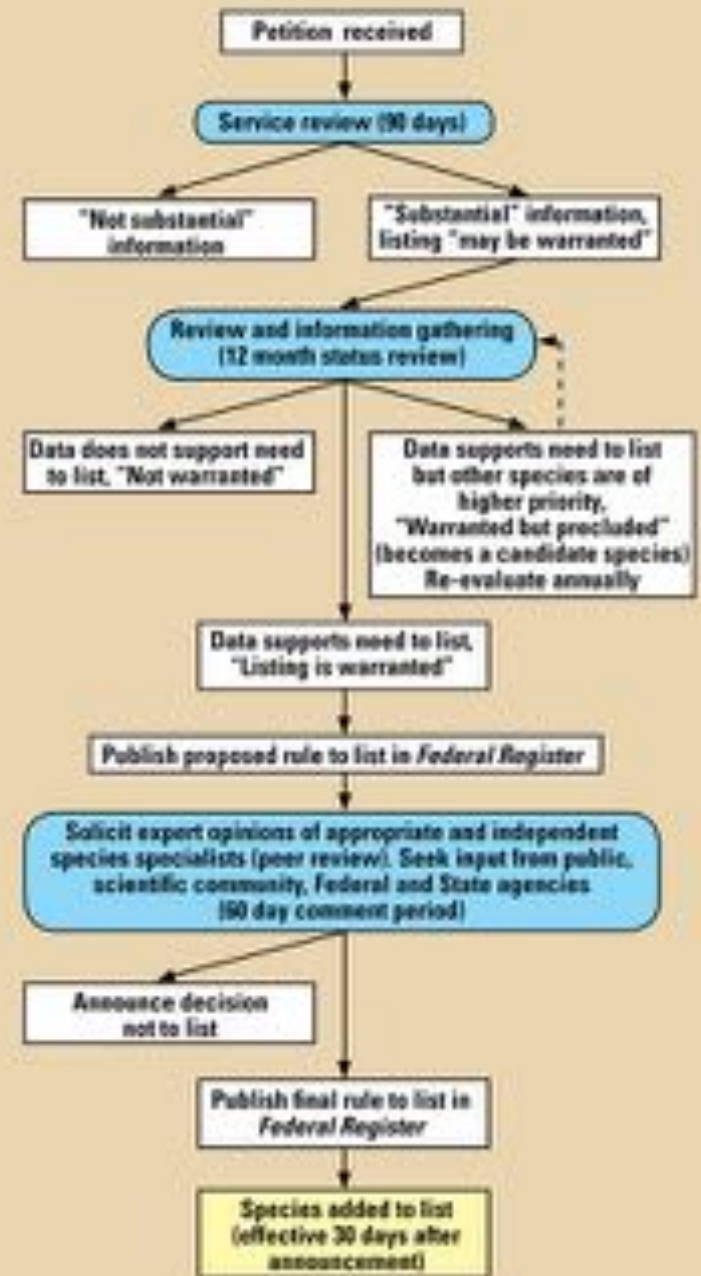 Petition received
Service review (90 days)
"Not substantial"
information
"Substantial" information,
listing "may be warranted"
Review and information gathering
(12 month status review)
Data does not support need
to list, "Not warranted"
Data supports need to list
but other species are of
higher priority,
"Warranted but precluded"
(becomes a candidate species)
Re-evaluate annually
Data supports need to list,
"Listing is warranted"
Publish proposed rule to list in Federal Register
Solicit expert opinions of appropriate and independent
species specialists (peer review). Seek input from public,
scientific community, Federal and State agencies
(60 day comment period)
Announce decision
not to list
Publish final rule to list in
Federal Register
Species added to list
(effective 30 days after
announcement)